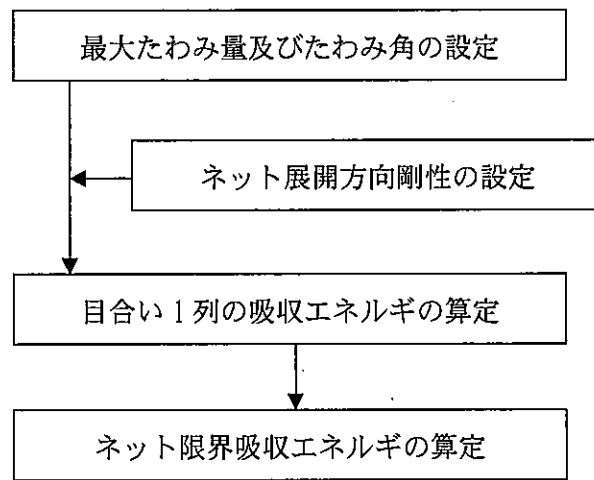 最大たわみ量及びたわみ角の設定
ネット展開方向剛性の設定
目合い1列の吸収エネルギの算定
ネット限界吸収エネルギの算定